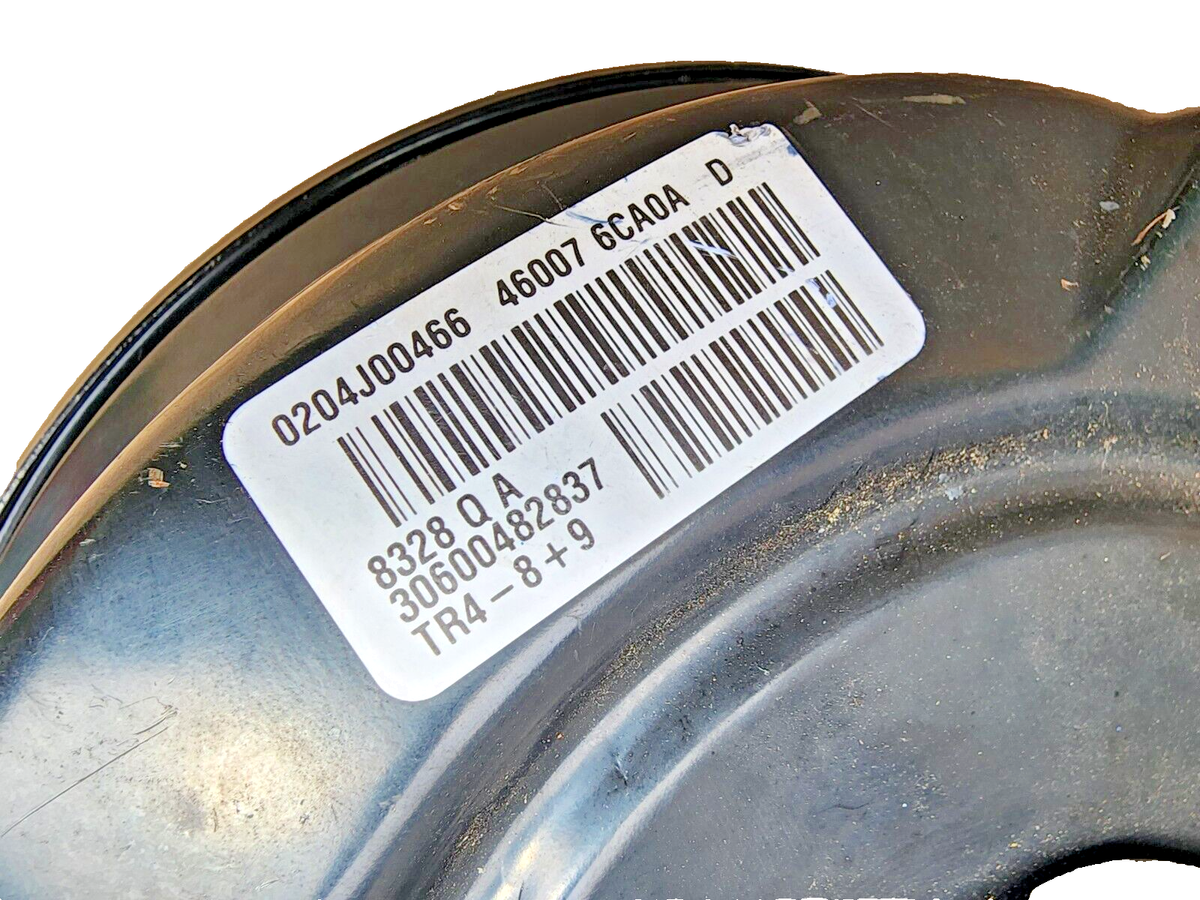 0204J00466 46007 6CA0A D
8328 Q A
30600482837
TR4-8+9